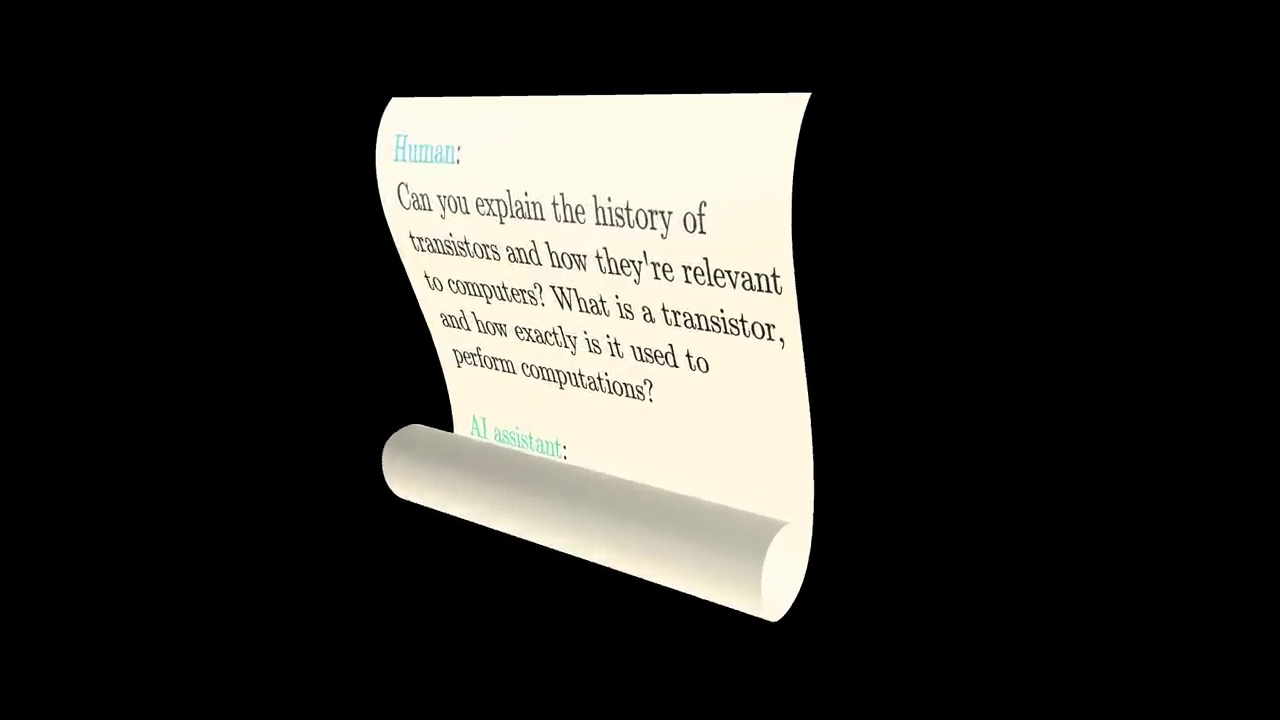 Human:
Can you explain the history of
transistors and how they're relevant
to computers? What is a transistor,
and how exactly is it used to
perform computations?
AI assistant: